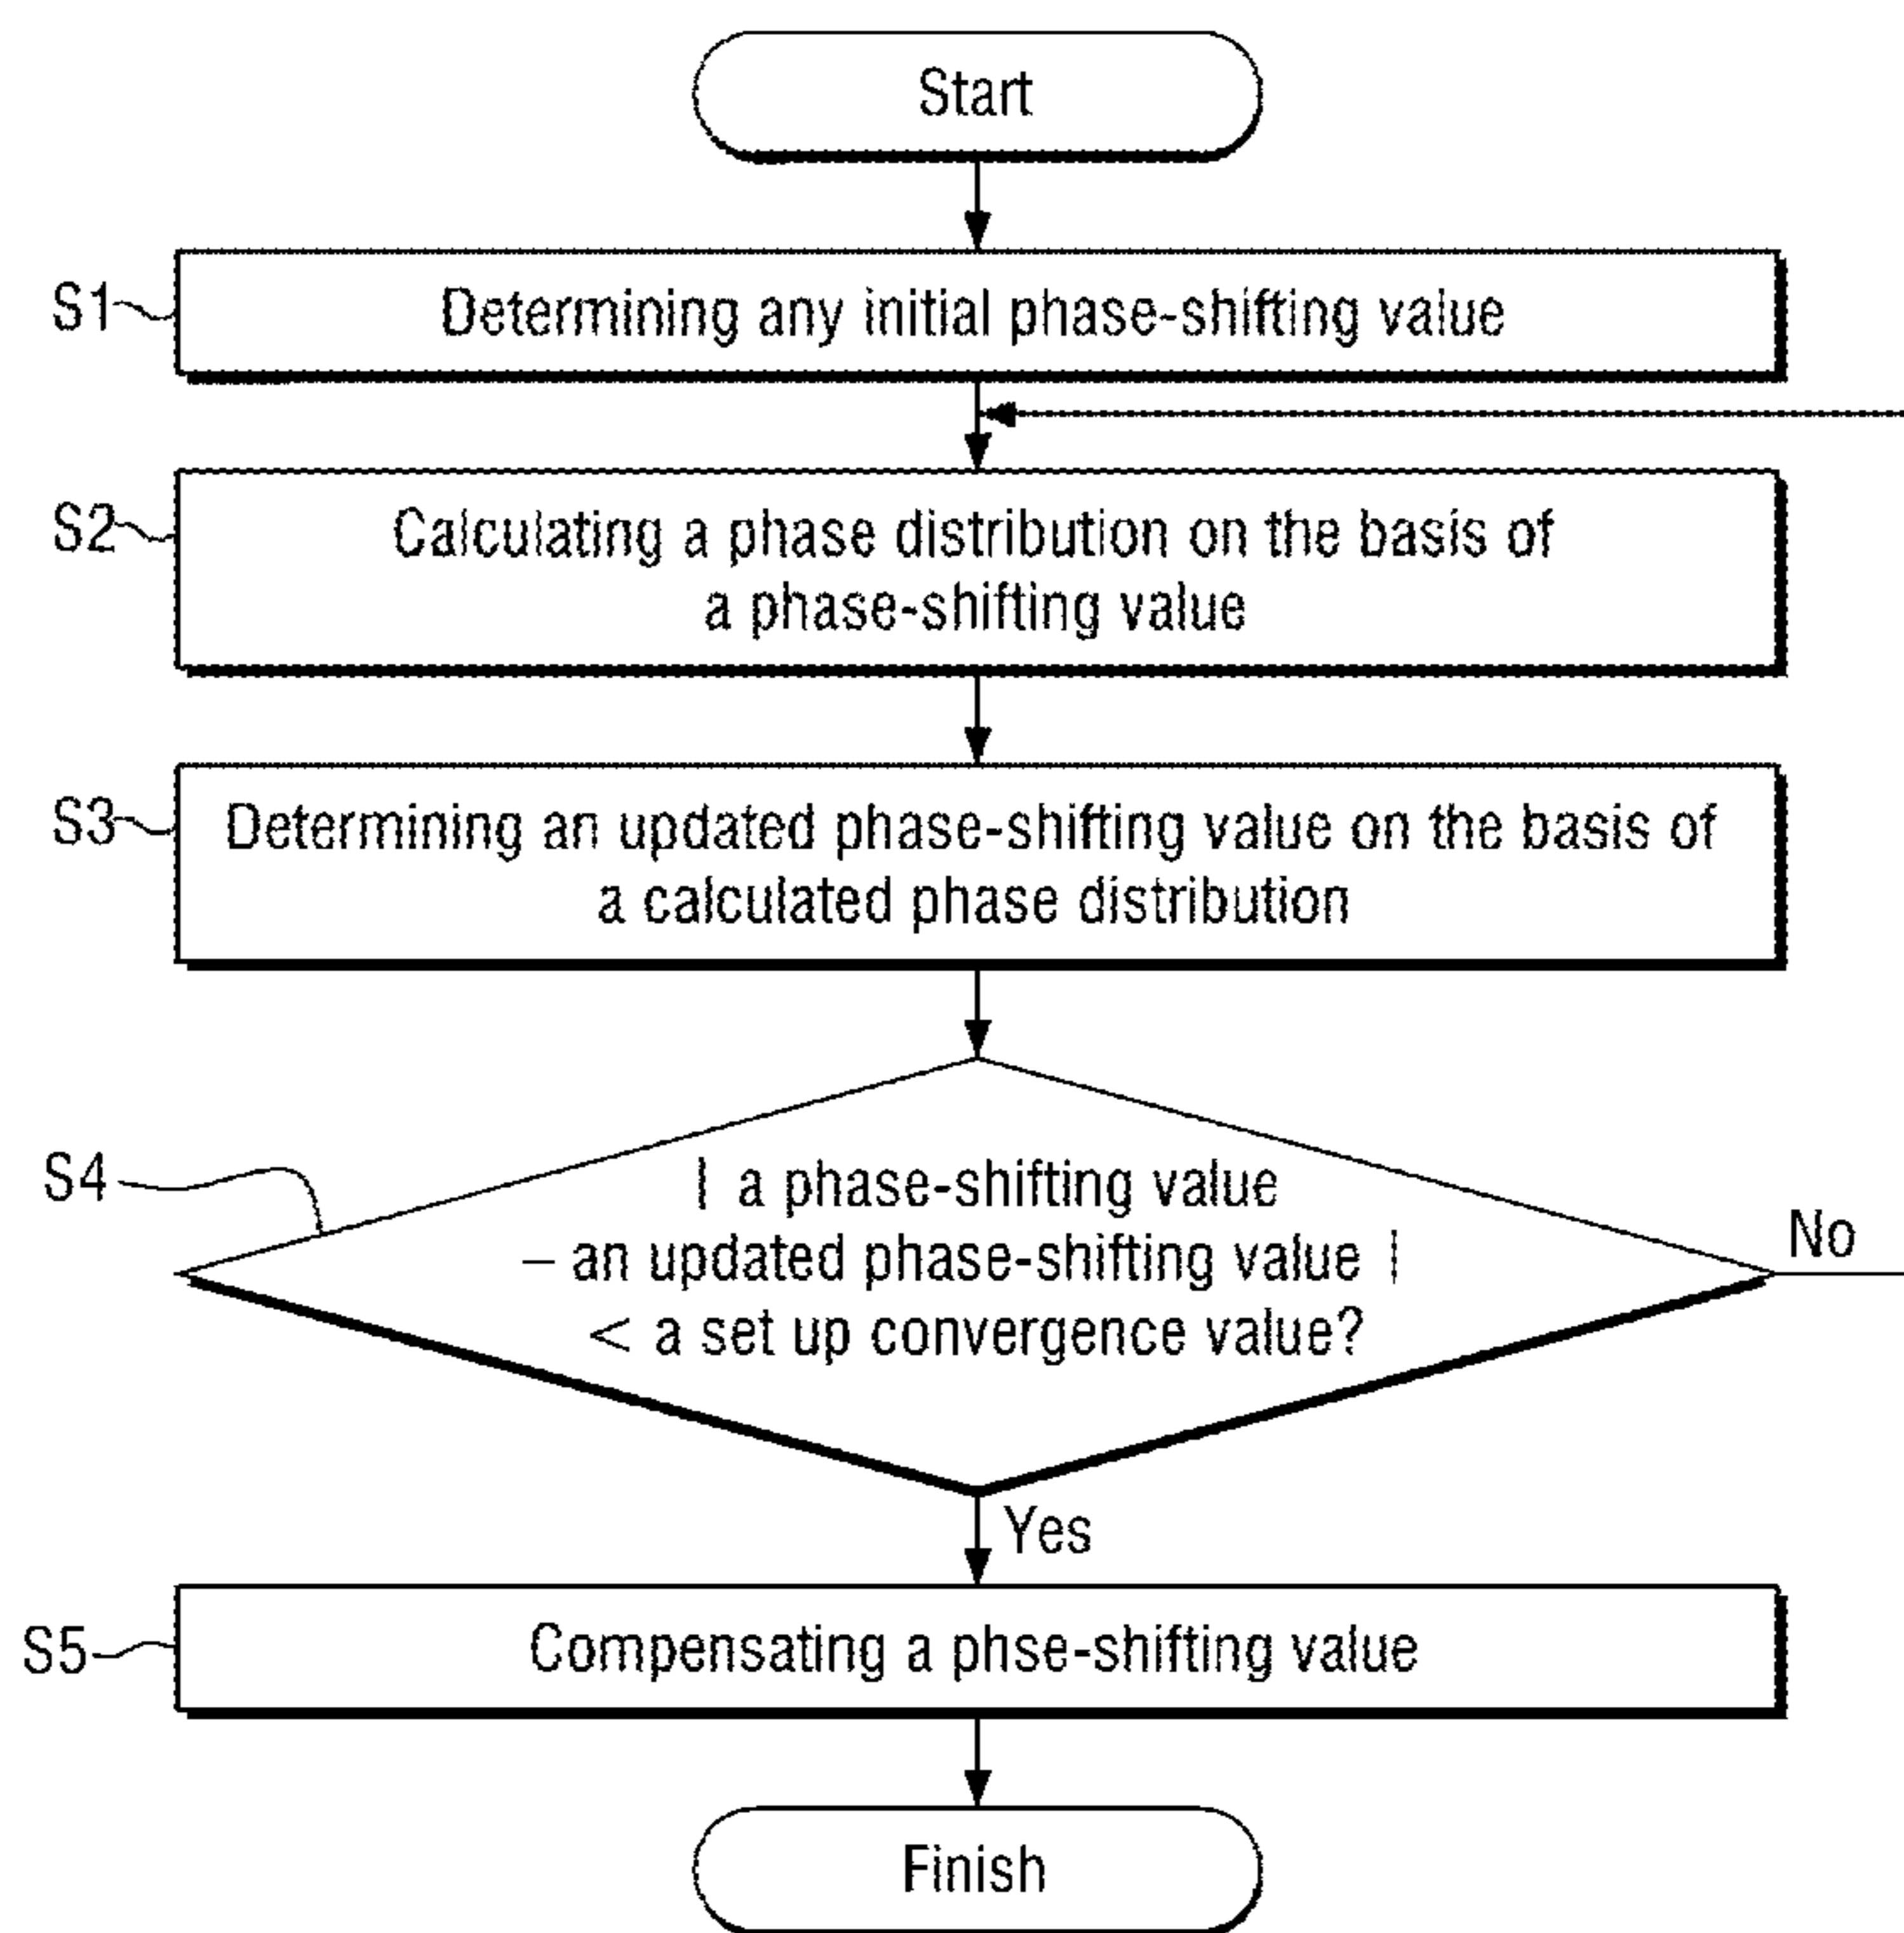 Start
S1
Determining any initial phase-shifting value
S2
Calculating a phase distribution on the basis of
a phase-shifting value
S3
Determining an updated phase-shifting value on the basis of
a calculated phase distribution
S4
| a phase-shifting value
– an updated phase-shifting value |
< a set up convergence value?
No
Yes
S5
Compensating a phse-shifting value
Finish